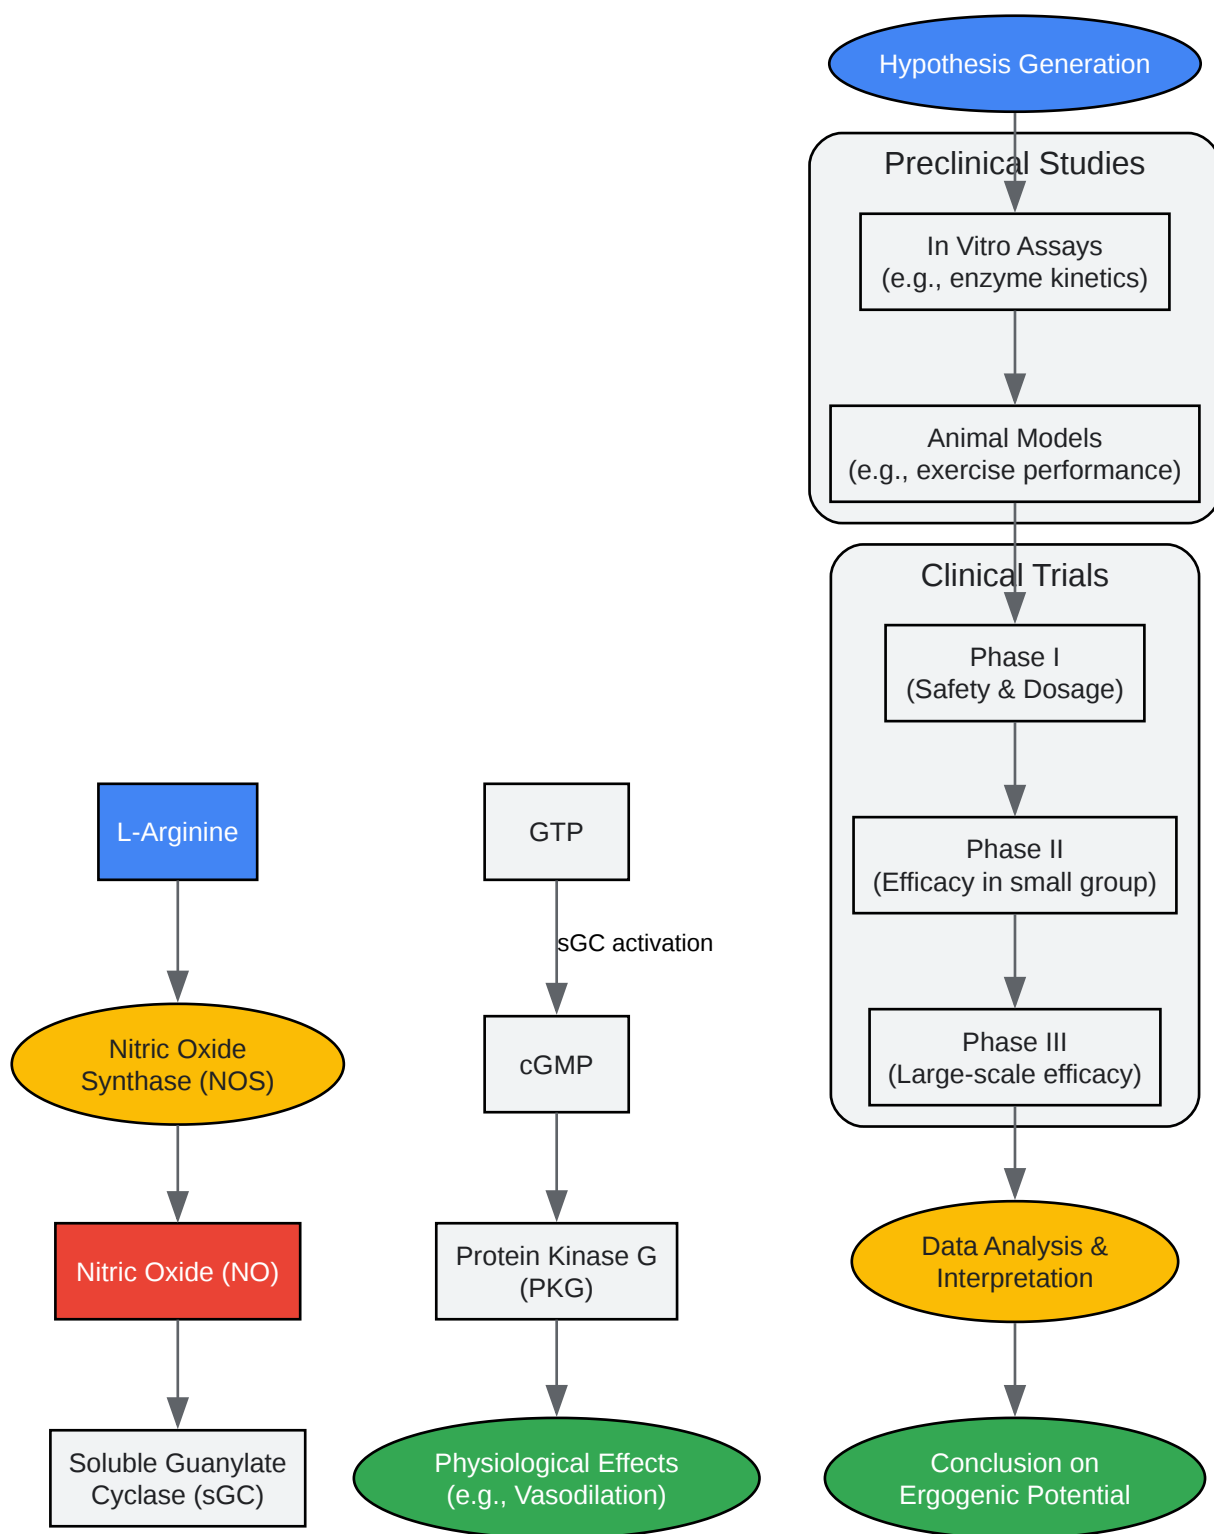 Hypothesis Generation
Preclinical Studies
In Vitro Assays
(e.g., enzyme kinetics)
Animal Models
(e.g., exercise performance)
Clinical Trials
Phase I
(Safety & Dosage)
Phase II
(Efficacy in small group)
Phase III
(Large-scale efficacy)
Data Analysis &
Interpretation
Conclusion on
Ergogenic Potential
L-Arginine
Nitric Oxide
Synthase (NOS)
Nitric Oxide (NO)
Soluble Guanylate
Cyclase (sGC)
GTP
sGC activation
cGMP
Protein Kinase G
(PKG)
Physiological Effects
(e.g., Vasodilation)